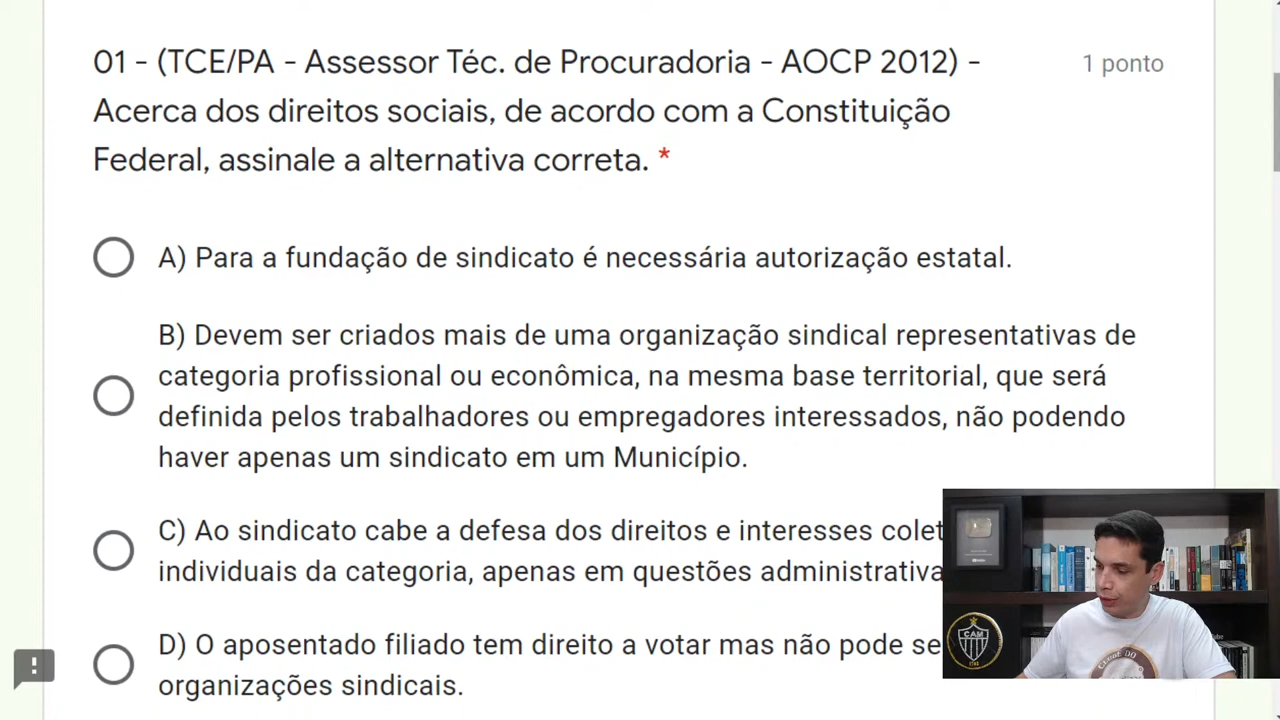 01 - (TCE/PA - Assessor Téc. de Procuradoria - AOCP 2012) -
1 ponto
Acerca dos direitos sociais, de acordo com a Constituição
Federal, assinale a alternativa correta. *
A) Para a fundação de sindicato é necessária autorização estatal.
B) Devem ser criados mais de uma organização sindical representativas de
categoria profissional ou econômica, na mesma base territorial, que será
definida pelos trabalhadores ou empregadores interessados, não podendo
haver apenas um sindicato em um Município.
C) Ao sindicato cabe a defesa dos direitos e interesses colet
individuais da categoria, apenas em questões administrativa
D) O aposentado filiado tem direito a votar mas não pode se
organizações sindicais.
CAM
CLUBE DO